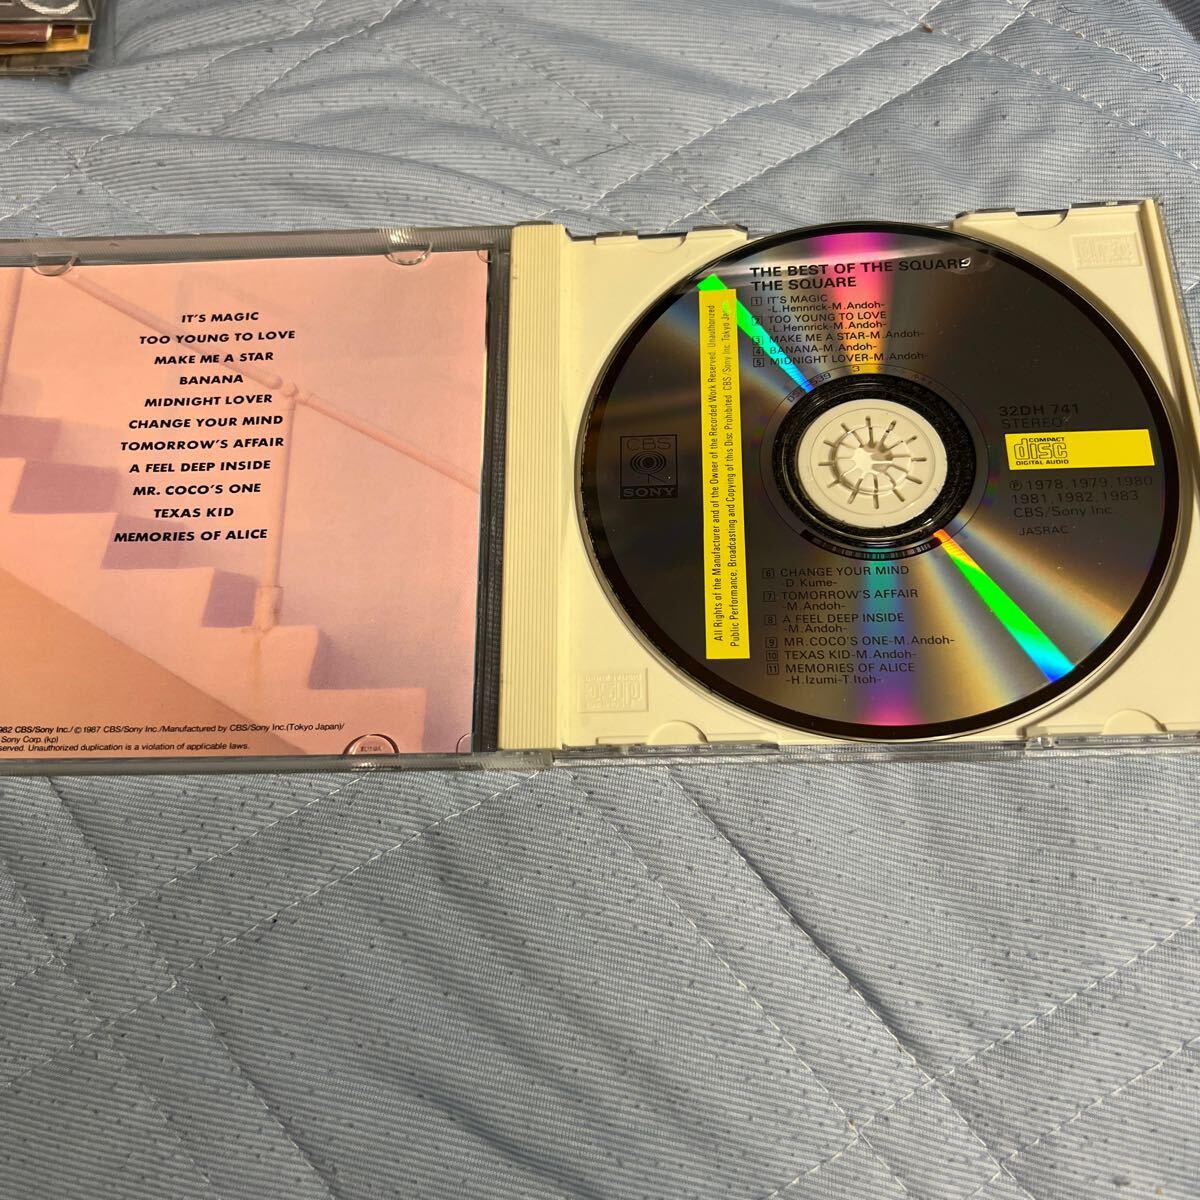 IT'S MAGIC
TOO YOUNG TO LOVE
MAKE ME A STAR
BANANA
MIDNIGHT LOVER
CHANGE YOUR MIND
TOMORROW'S AFFAIR
A FEEL DEEP INSIDE
MR. COCO'S ONE
TEXAS KID
MEMORIES OF ALICE
982 CBS/Sony Inc./© 1987 CBS/Sony Inc./Manufactured by CBS/Sony Inc.(Tokyo Japan)/
Sony Corp. (kp)
served. Unauthorized duplication is a violation of applicable laws.
THE BEST OF THE SQUARE
THE SQUARE
1 IT'S MAGIC
-L.Hennrick-M.Andoh-
2 TOO YOUNG TO LOVE
-L.Hennrick-M.Andoh-
3 MAKE ME A STAR-M.Andoh-
4 BANANA-M.Andoh-
5 MIDNIGHT LOVER-M.Andoh-
All Rights of the Manufacturer and of the Owner of the Recorded Work Reserved. Unauthorized
Public Performance, Broadcasting and Copying of this Disc Prohibited. CBS/Sony Inc. Tokyo Japan
CBS
SONY
32DH 741
STEREO
COMPACT
disc
DIGITAL AUDIO
℗ 1978,1979,1980
1981,1982,1983
CBS/Sony Inc.
JASRAC
6 CHANGE YOUR MIND
-D.Kume-
7 TOMORROW'S AFFAIR
-M.Andoh-
8 A FEEL DEEP INSIDE
-M.Andoh-
9 MR.COCO'S ONE-M.Andoh-
10 TEXAS KID-M.Andoh-
11 MEMORIES OF ALICE
-H.Izumi-T.Itoh-